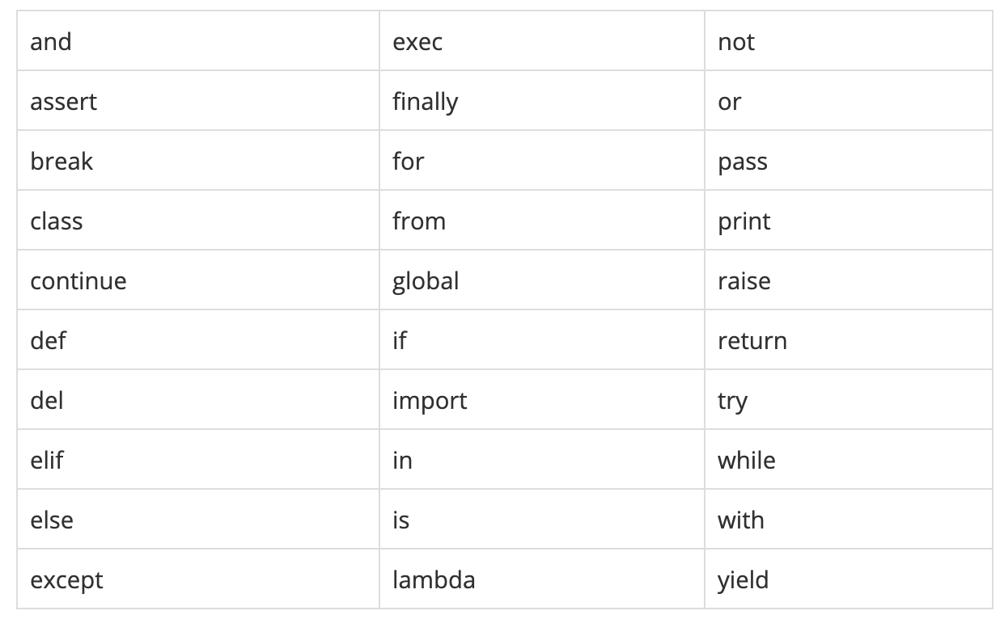 and exec not
assert finally or
break for pass
class from print
continue global raise
def if return
del import try
elif in while
else is with
except lambda yield